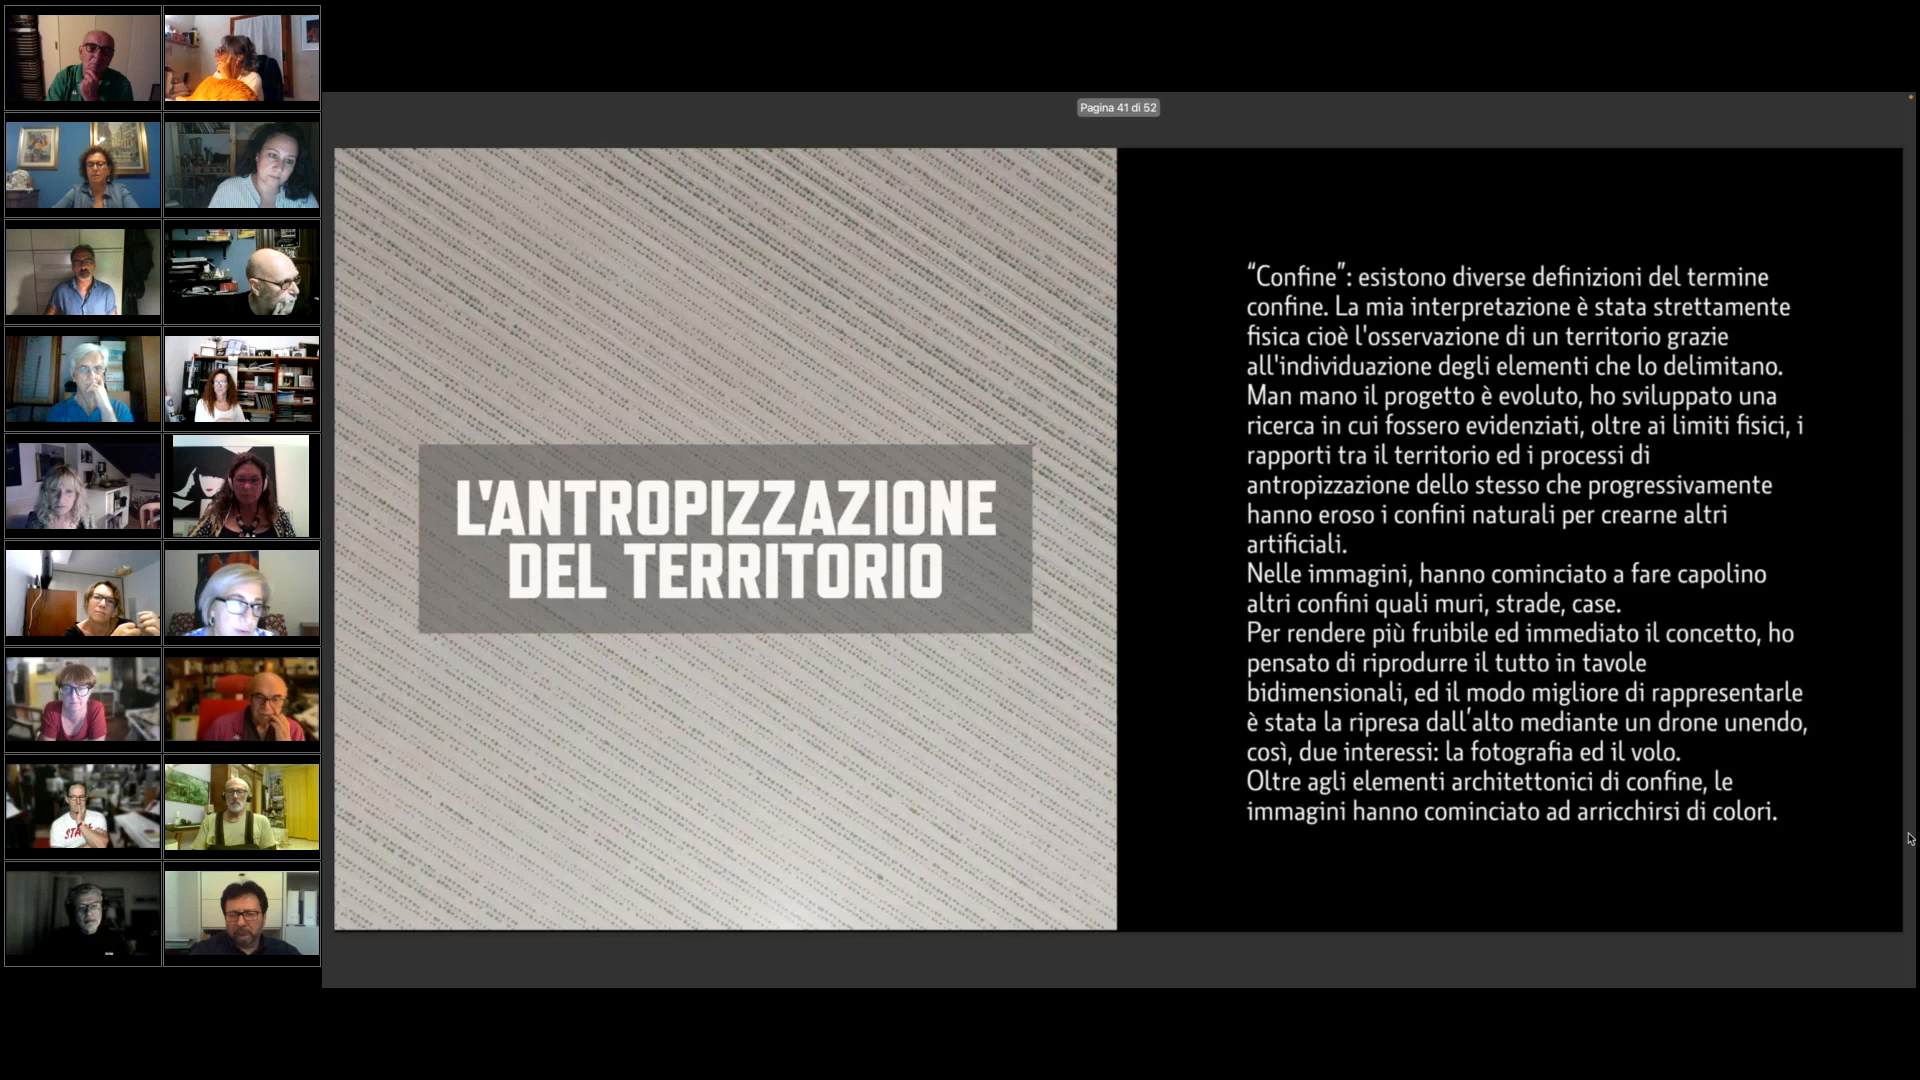 Pagina 41 di 52
L'ANTROPIZZAZIONE
DEL TERRITORIO
“Confine”: esistono diverse definizioni del termine
confine. La mia interpretazione è stata strettamente
fisica cioè l'osservazione di un territorio grazie
all'individuazione degli elementi che lo delimitano.
Man mano il progetto è evoluto, ho sviluppato una
ricerca in cui fossero evidenziati, oltre ai limiti fisici, i
rapporti tra il territorio ed i processi di
antropizzazione dello stesso che progressivamente
hanno eroso i confini naturali per crearne altri
artificiali.
Nelle immagini, hanno cominciato a fare capolino
altri confini quali muri, strade, case.
Per rendere più fruibile ed immediato il concetto, ho
pensato di riprodurre il tutto in tavole
bidimensionali, ed il modo migliore di rappresentarle
è stata la ripresa dall’alto mediante un drone unendo,
così, due interessi: la fotografia ed il volo.
Oltre agli elementi architettonici di confine, le
immagini hanno cominciato ad arricchirsi di colori.